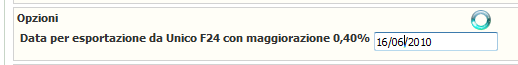 Opzioni
Data per esportazione da Unico F24 con maggiorazione 0,40% 16/06/2010